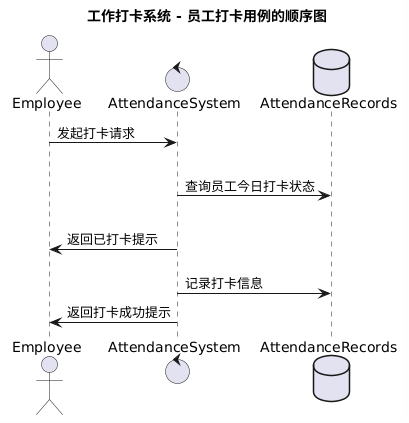 工作打卡系统 - 员工打卡用例的顺序图
Employee
AttendanceSystem
AttendanceRecords
发起打卡请求
查询员工今日打卡状态
返回已打卡提示
记录打卡信息
返回打卡成功提示
Employee
AttendanceSystem
AttendanceRecords